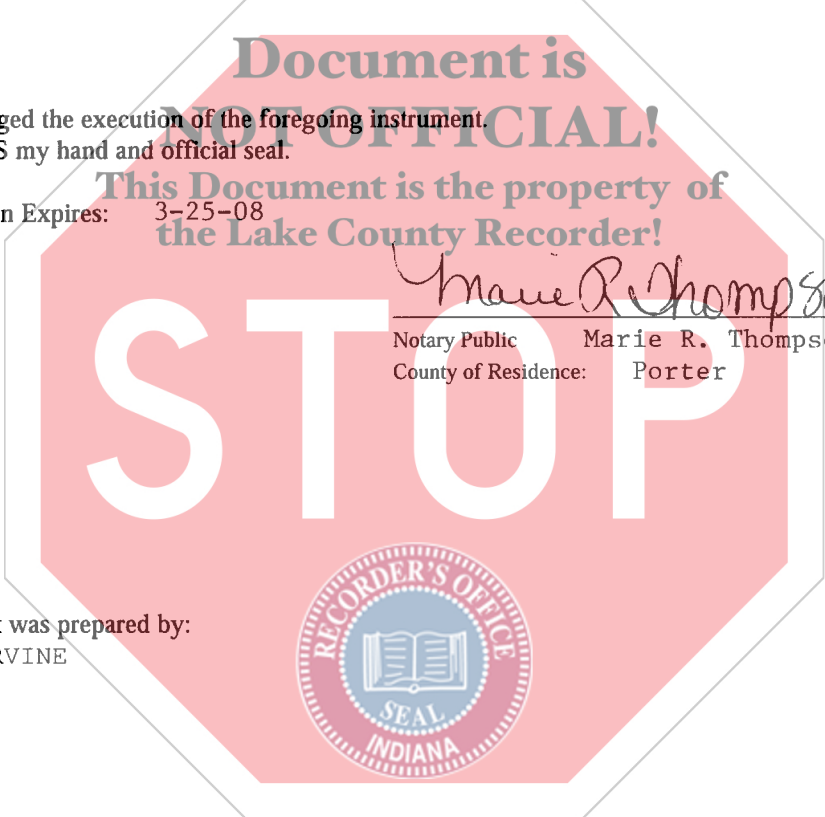 Document is
ged the execution of the foregoing instrument.
NOT OFFICIAL!
S my hand and official seal.
This Document is the property of
n Expires: 3-25-08
the Lake County Recorder!
Marie R. Thomps
Notary Public Marie R. Thomps
County of Residence: Porter
STOP
RECORDER'S OFFICE
SEAL
INDIANA
t was prepared by:
RVINE